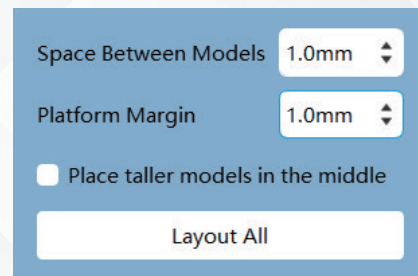 Space Between Models 1.0mm
Platform Margin 1.0mm
Place taller models in the middle
Layout All